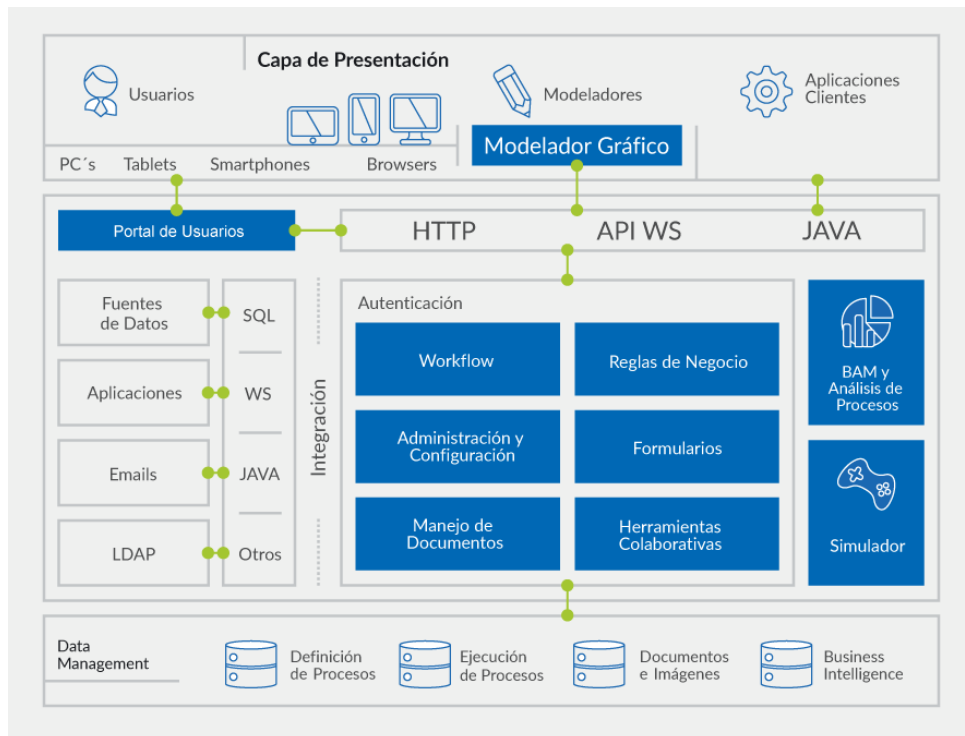 Capa de Presentación
Usuarios
Modeladores
Aplicaciones
Clientes
Modelador Gráfico
PC´s
Tablets
Smartphones
Browsers
Portal de Usuarios
HTTP
API WS
JAVA
Fuentes
de Datos
SQL
Aplicaciones
WS
Emails
JAVA
LDAP
Otros
Integración
Autenticación
Workflow
Reglas de Negocio
Administración y
Configuración
Formularios
Manejo de
Documentos
Herramientas
Colaborativas
BAM y
Análisis de
Procesos
Simulador
Data
Management
Definición
de Procesos
Ejecución
de Procesos
Documentos
e Imágenes
Business
Intelligence